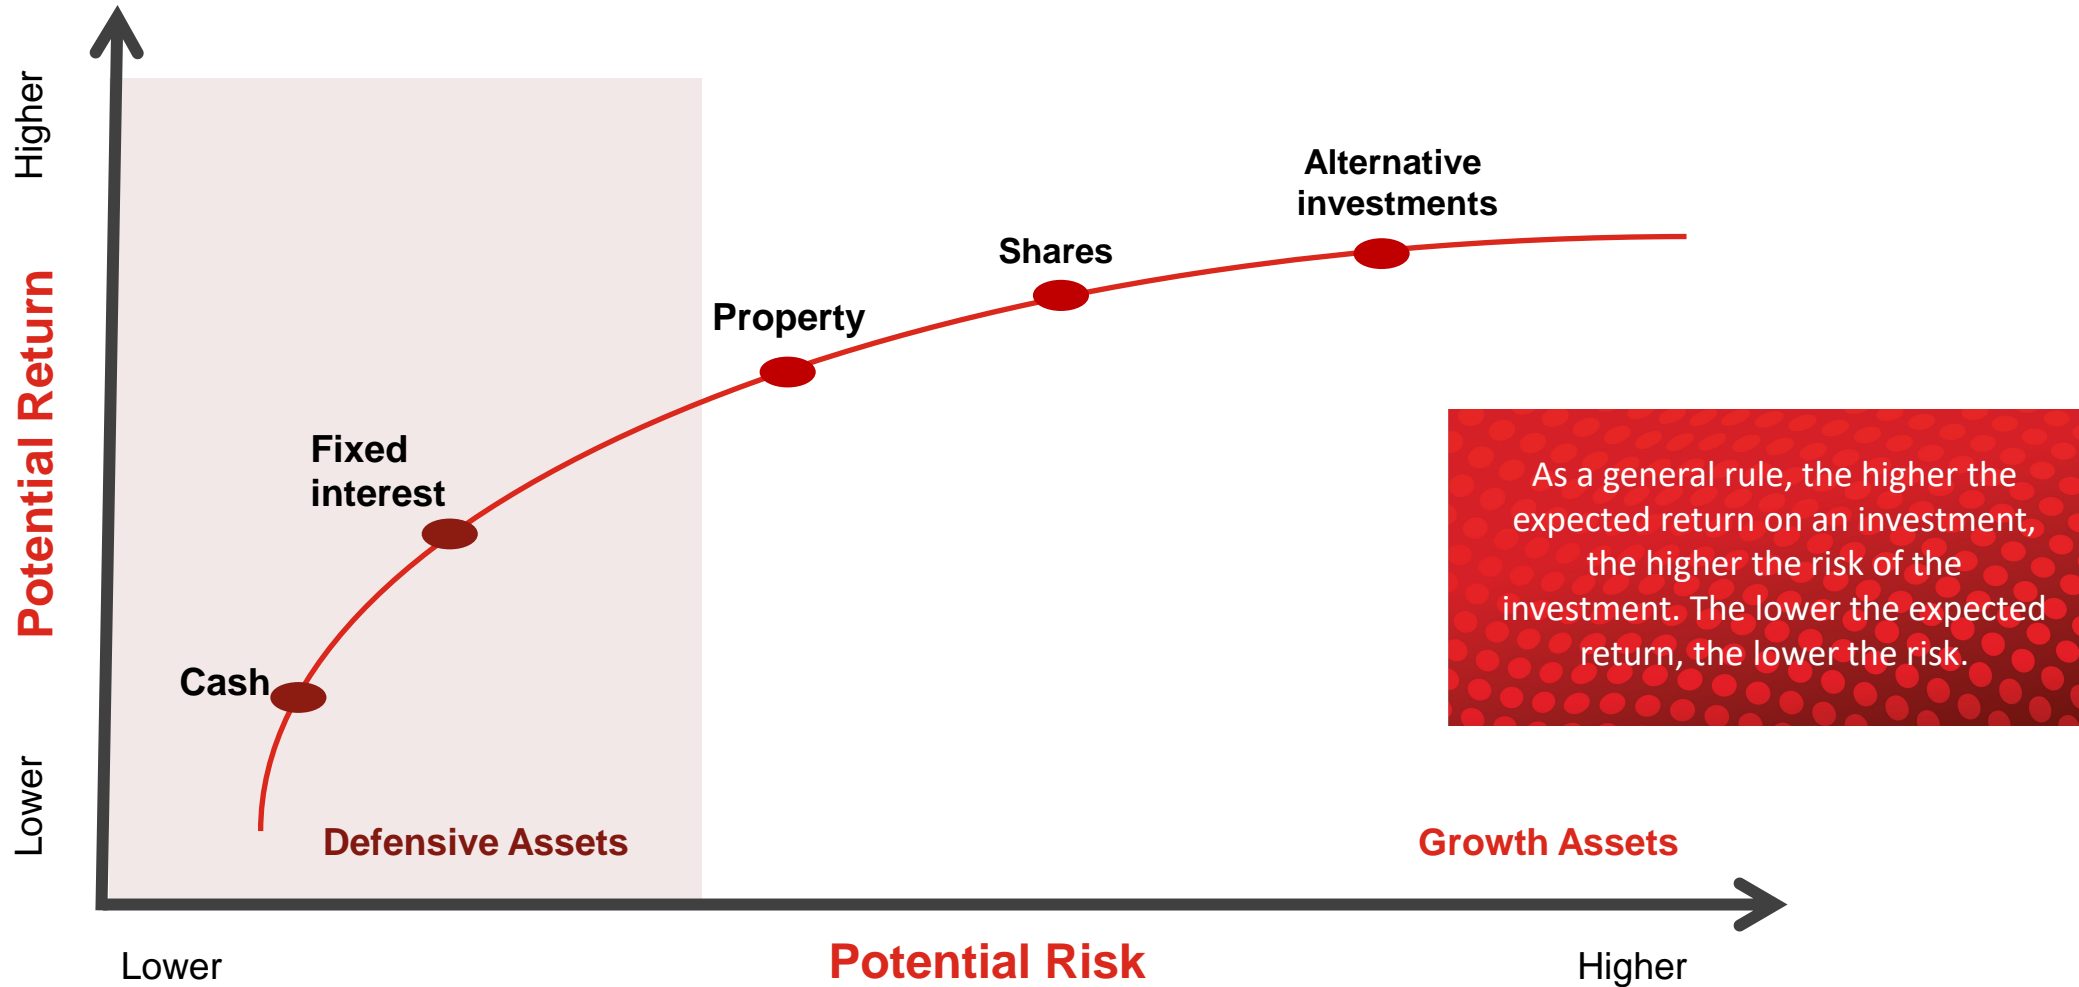 Higher
Alternative
investments
Shares
Property
Potential Return
Fixed
interest
As a general rule, the higher the
expected return on an investment,
the higher the risk of the
investment. The lower the expected
return, the lower the risk.
Cash
Lower
Defensive Assets
Growth Assets
Lower
Potential Risk
Higher